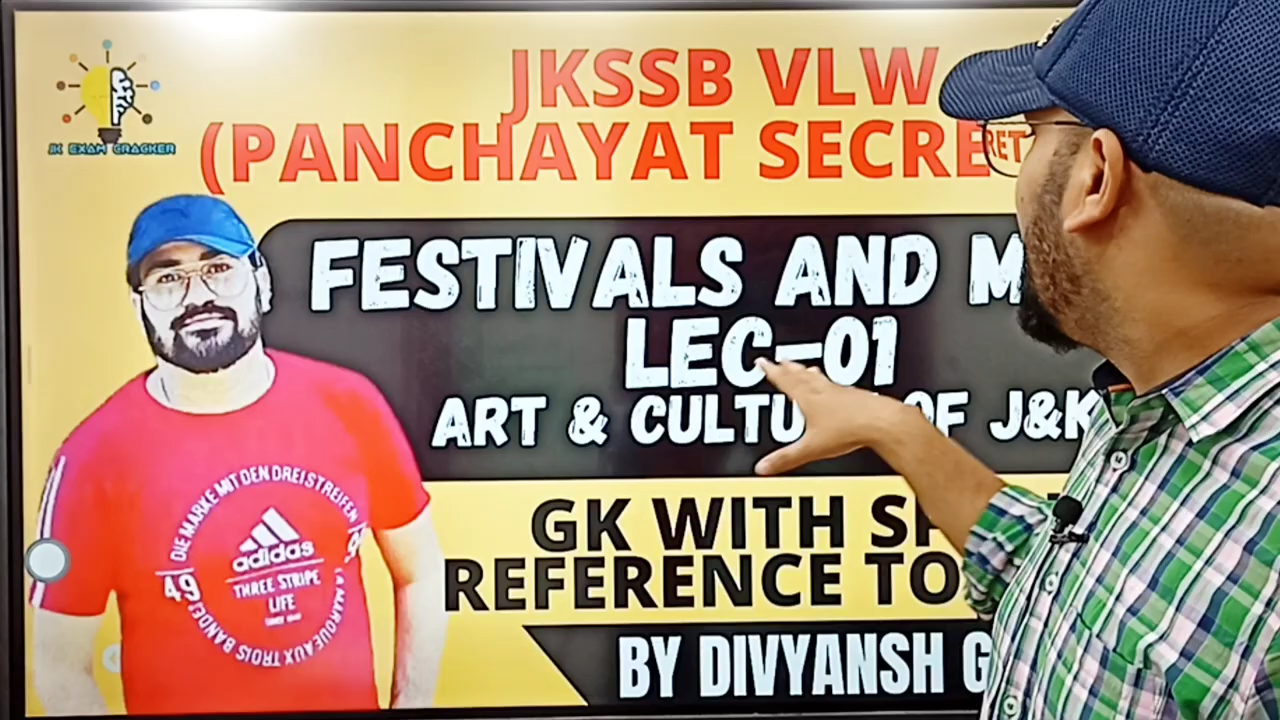 JK EXAM CRACKER
JKSSB VLW
(PANCHAYAT SECRET
FESTIVALS AND M
LEC-01
ART & CULTU OF J&K
GK WITH SP
REFERENCE TO
BY DIVYANSH G
DIE MARKE MIT DEN DREI STREIFEN
49
adidas
THREE STRIPE
LIFE
LA MARQUE AUX TROIS BANDES